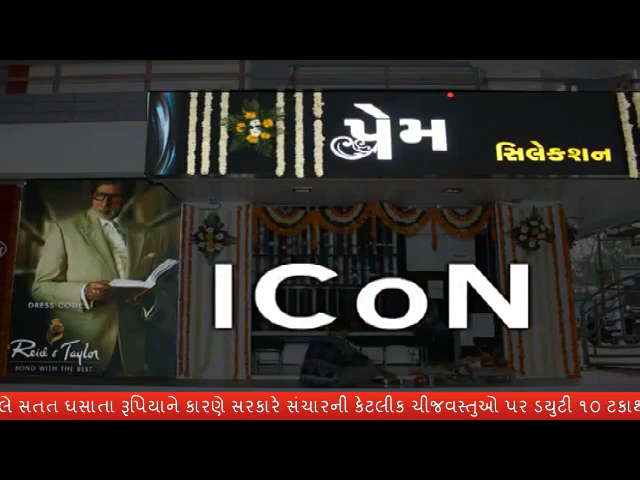 પ્રેમ
સિલેકશન
ICoN
DRESS CODE
Reid & Taylor
BOND WITH THE BEST
લે સતત ઘસાતા રૂપિયાને કારણે સરકારે સંચારની કેટલીક ચીજવસ્તુઓ પર ડયુટી ૧૦ ટકાથ